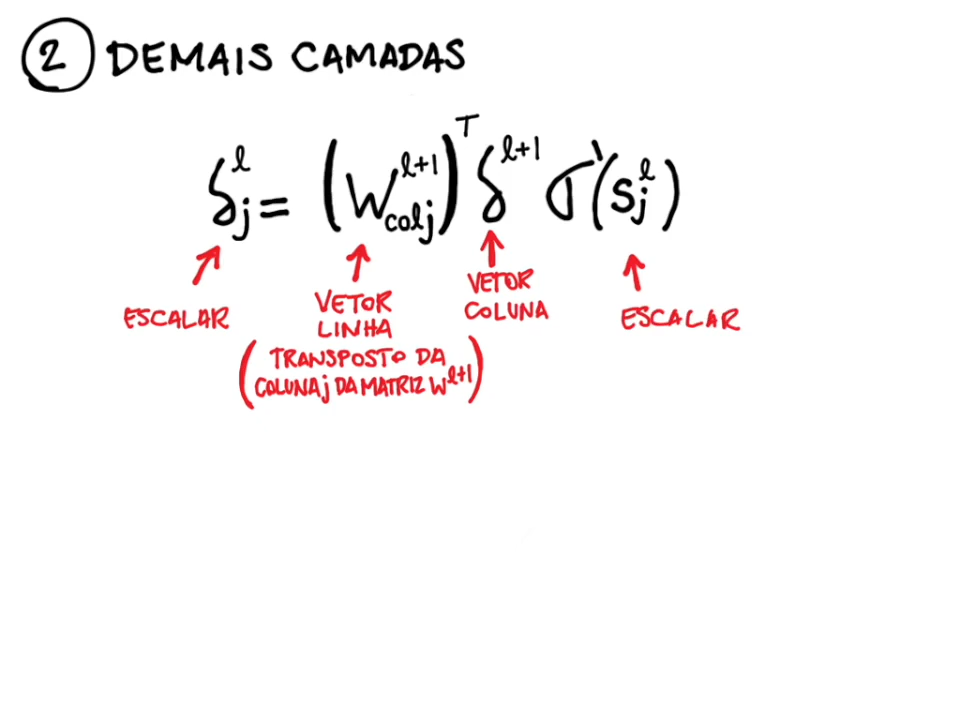 2 DEMAIS CAMADAS
δ_j^ℓ = (W_{colj}^{ℓ+1})^T δ^{ℓ+1} σ'(S_j^ℓ)
ESCALAR
VETOR
LINHA
(TRANSPOSTO DA
COLUNA j DA MATRIZ W^{ℓ+1})
VETOR
COLUNA
ESCALAR